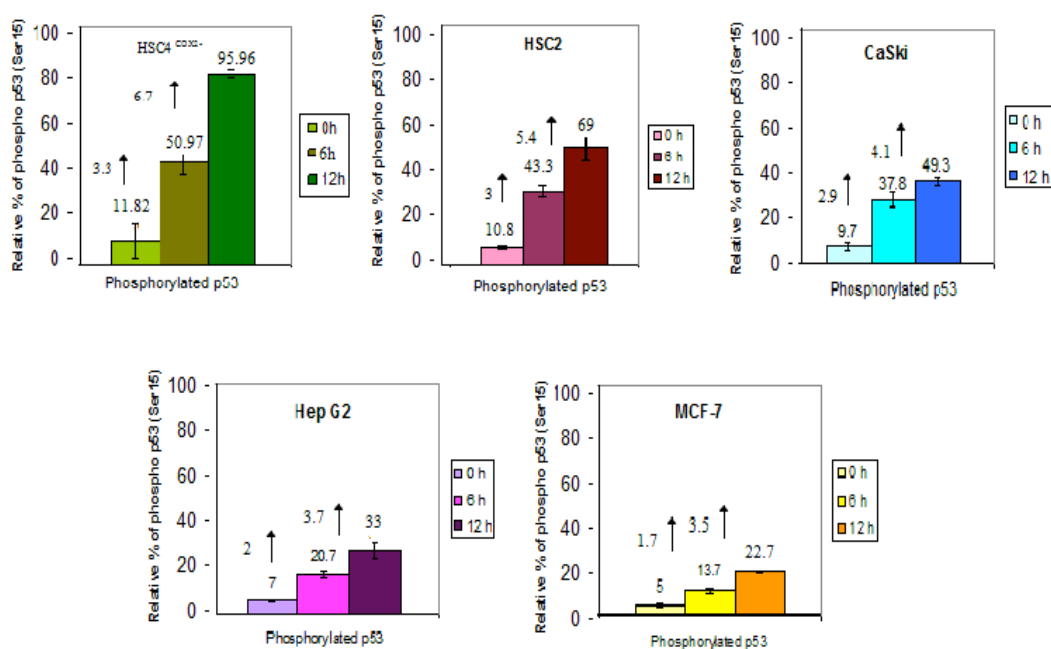 Relative % of phospho p53 (Ser15)
100 -
80 -
60 -
40 -
20 -
0 -
HSC4
95.96
6.7
50.97
3.3
11.82
0h
6h
12h
Phosphorylated p53
Relative % of phospho p53 (Ser15)
100 -
80 -
60 -
40 -
20 -
0 -
HSC2
69
5.4
43.3
3
10.8
0 h
6 h
12 h
Phosphorylated p53
Relative % of phospho p53 (Ser15)
100 -
80 -
60 -
40 -
20 -
0 -
CaSki
4.1
49.3
2.9
37.8
9.7
0 h
6 h
12 h
Phosphorylated p53
Relative % of phospho p53 (Ser15)
100 -
80 -
60 -
40 -
20 -
0 -
Hep G2
3.7
33
2
20.7
7
0 h
6 h
12 h
Phosphorylated p53
Relative % of phospho p53 (Ser15)
100 -
80 -
60 -
40 -
20 -
0 -
MCF-7
1.7
3.5
22.7
13.7
5
0 h
6 h
12 h
Phosphorylated p53